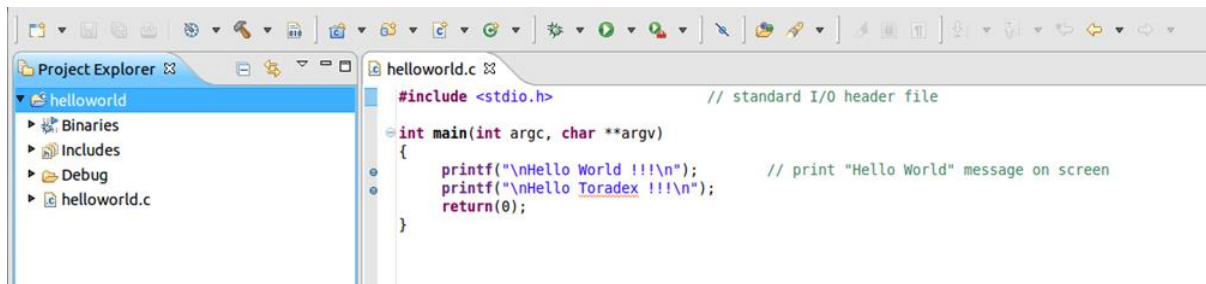 Project Explorer
helloworld
Binaries
Includes
Debug
helloworld.c
helloworld.c
#include <stdio.h> // standard I/O header file
int main(int argc, char **argv)
{
printf("\nHello World !!!\n"); // print "Hello World" message on screen
printf("\nHello Toradex !!!\n");
return(0);
}